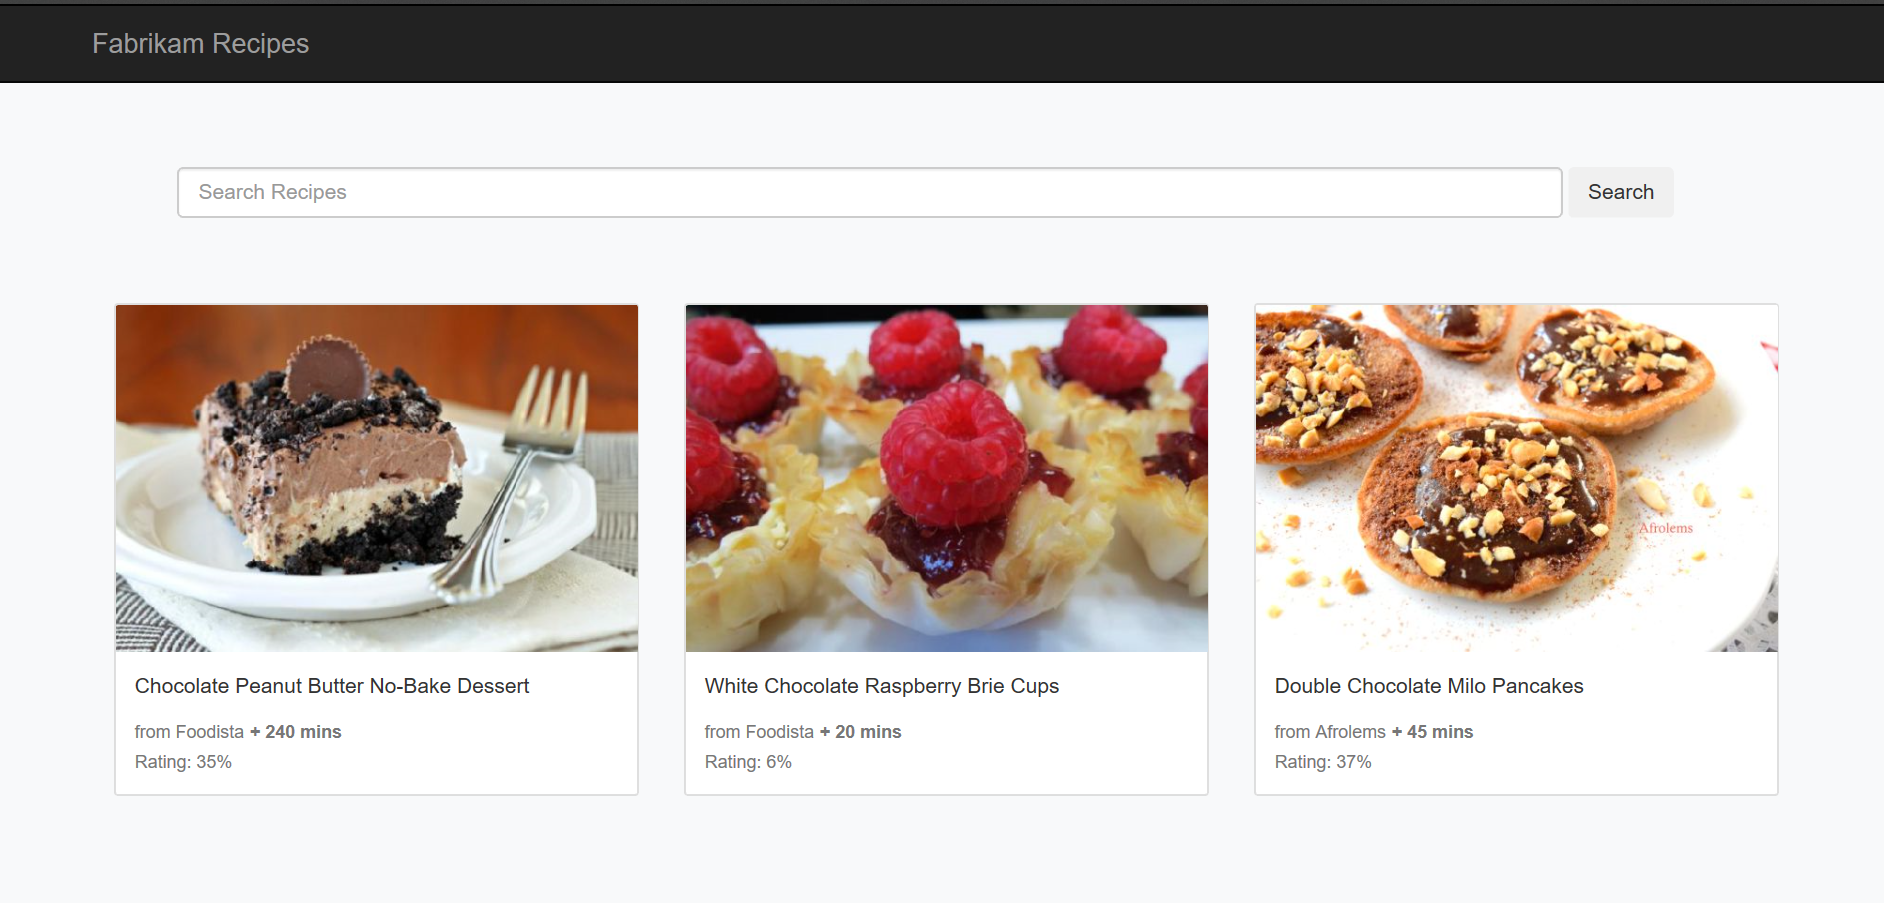 Fabrikam Recipes
Search Recipes
Search
Afrolems
Chocolate Peanut Butter No-Bake Dessert
from Foodista + 240 mins
Rating: 35%
White Chocolate Raspberry Brie Cups
from Foodista + 20 mins
Rating: 6%
Double Chocolate Milo Pancakes
from Afrolems + 45 mins
Rating: 37%